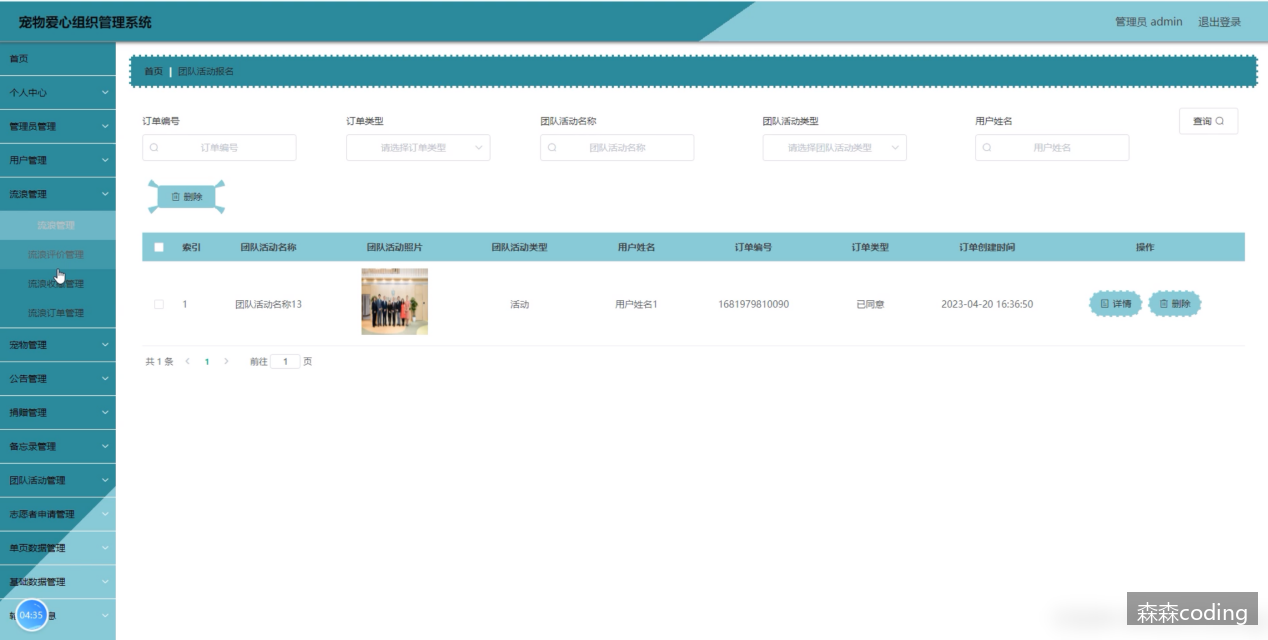 宠物爱心组织管理系统
管理员 admin 退出登录
首页
个人中心
管理员管理
用户管理
流浪管理
流浪管理
流浪评价管理
流浪收藏管理
流浪订单管理
宠物管理
公告管理
捐赠管理
备忘录管理
团队活动管理
志愿者申请管理
单页数据管理
基础数据管理
04:35
息
首页 | 团队活动报名
订单编号 订单类型 团队活动名称 团队活动类型 用户姓名
订单编号 请选择订单类型 团队活动名称 请选择团队活动类型 用户姓名 查询
删除
索引 团队活动名称 团队活动照片 团队活动类型 用户姓名 订单编号 订单类型 订单创建时间 操作
1 团队活动名称13 活动 用户姓名1 1681979810090 已同意 2023-04-20 16:36:50 详情 删除
共 1 条 1 前往 1 页
森森coding